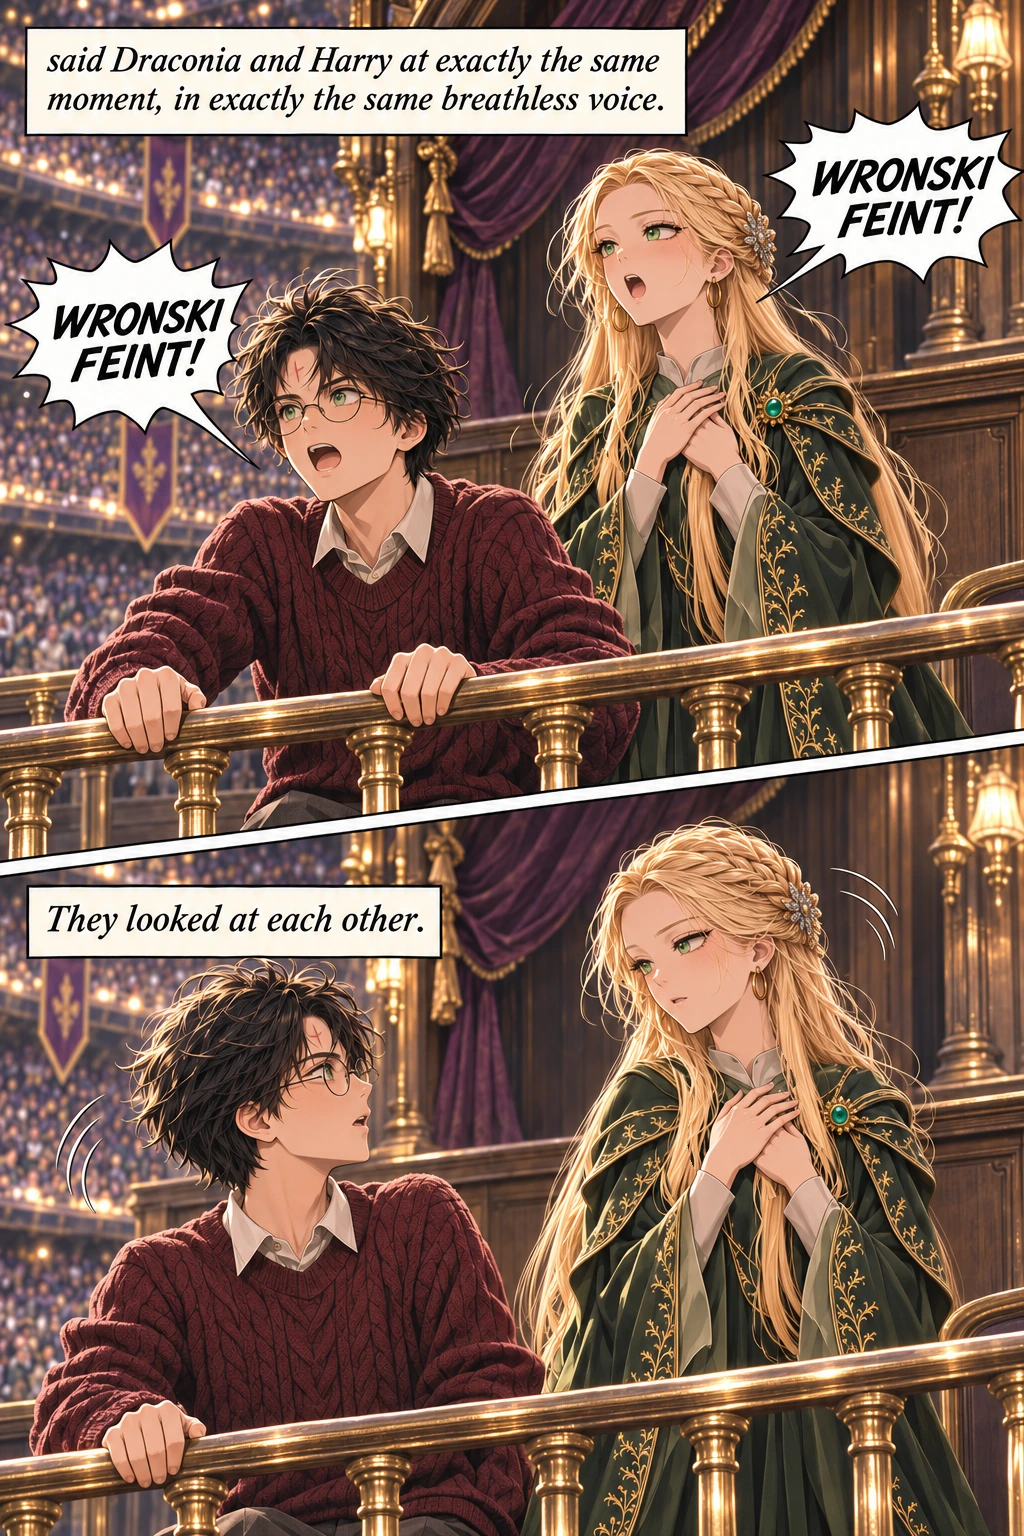 said Draconia and Harry at exactly the same
moment, in exactly the same breathless voice.
WRONSKI
FEINT!
WRONSKI
FEINT!
They looked at each other.